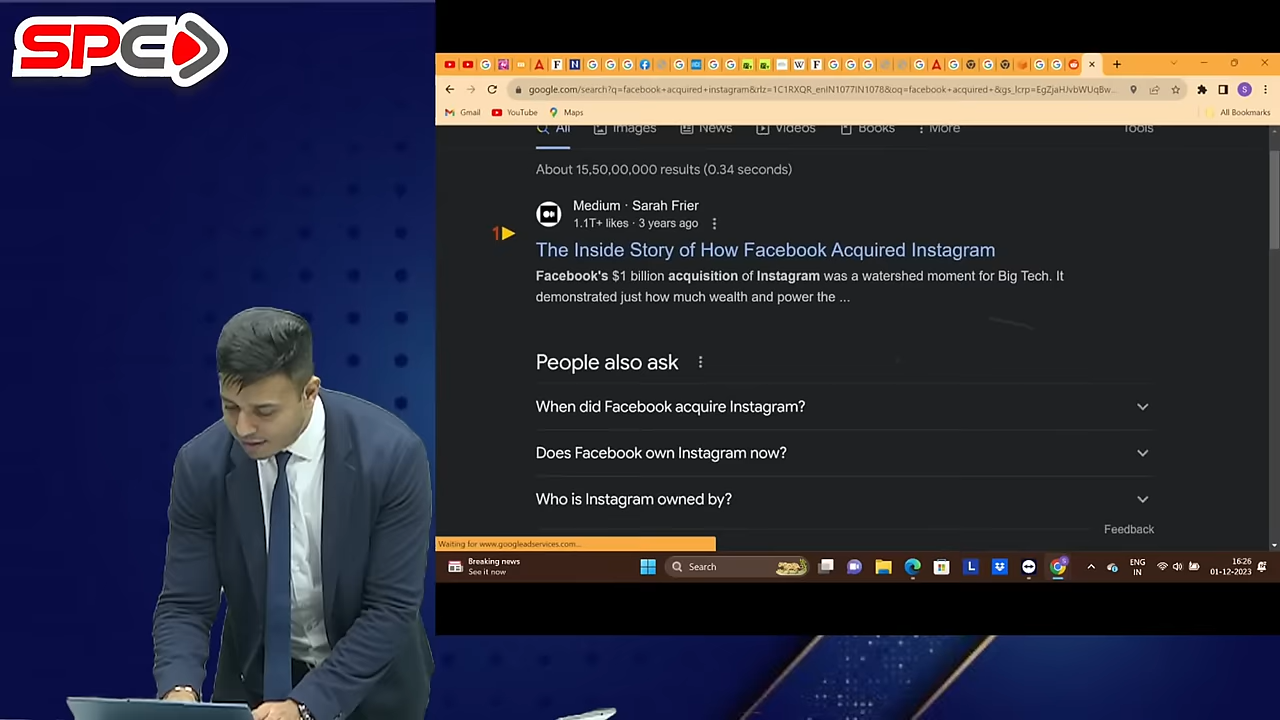 SPED
google.com/search?q=facebook+acquired+instagram&rlz=1C1RXQR_enIN1077IN1078&oq=facebook+acquired+&gs_lcrp=EgZjaHJvbWUqBw...
Gmail YouTube Maps All Bookmarks
All Images News Videos Books More Tools
About 15,50,00,000 results (0.34 seconds)
Medium · Sarah Frier
1.1T+ likes · 3 years ago
1
The Inside Story of How Facebook Acquired Instagram
Facebook's $1 billion acquisition of Instagram was a watershed moment for Big Tech. It
demonstrated just how much wealth and power the ...
People also ask
When did Facebook acquire Instagram?
Does Facebook own Instagram now?
Who is Instagram owned by?
Feedback
Waiting for www.googleadservices.com...
Breaking news
See it now
Search
ENG
IN
16:26
01-12-2023